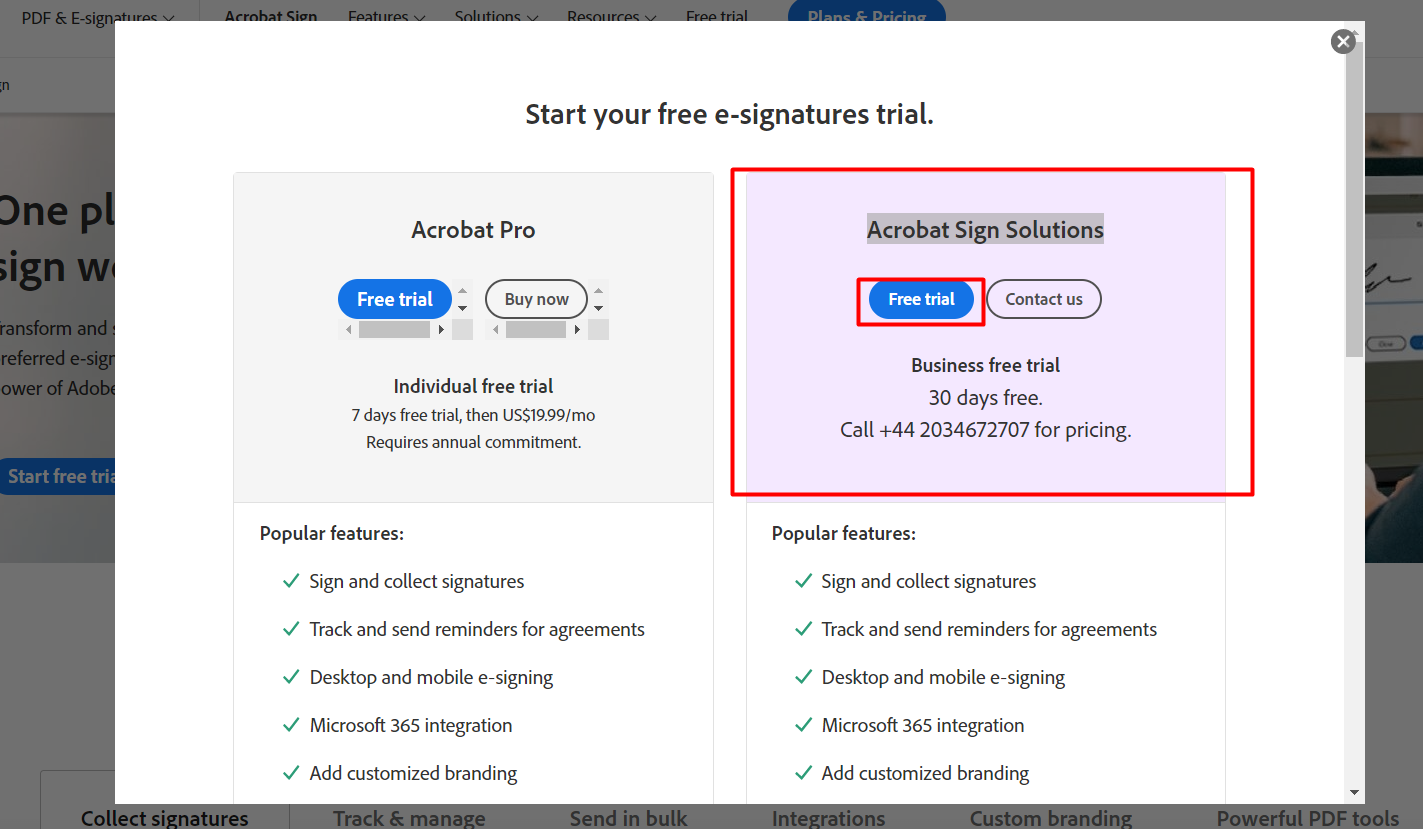 PDF & E-signatures
Acrobat Sign
Features
Solutions
Resources
Free trial
Plans & Pricing
Start your free e-signatures trial.
One pl
sign w
ransform and
referred e-sign
ower of Adobe
Start free tria
Acrobat Pro
Free trial
Buy now
Individual free trial
7 days free trial, then US$19.99/mo
Requires annual commitment.
Popular features:
Sign and collect signatures
Track and send reminders for agreements
Desktop and mobile e-signing
Microsoft 365 integration
Add customized branding
Acrobat Sign Solutions
Free trial
Contact us
Business free trial
30 days free.
Call +44 2034672707 for pricing.
Popular features:
Sign and collect signatures
Track and send reminders for agreements
Desktop and mobile e-signing
Microsoft 365 integration
Add customized branding
Collect signatures
Track & manage
Send in bulk
Integrations
Custom branding
Powerful PDF tools